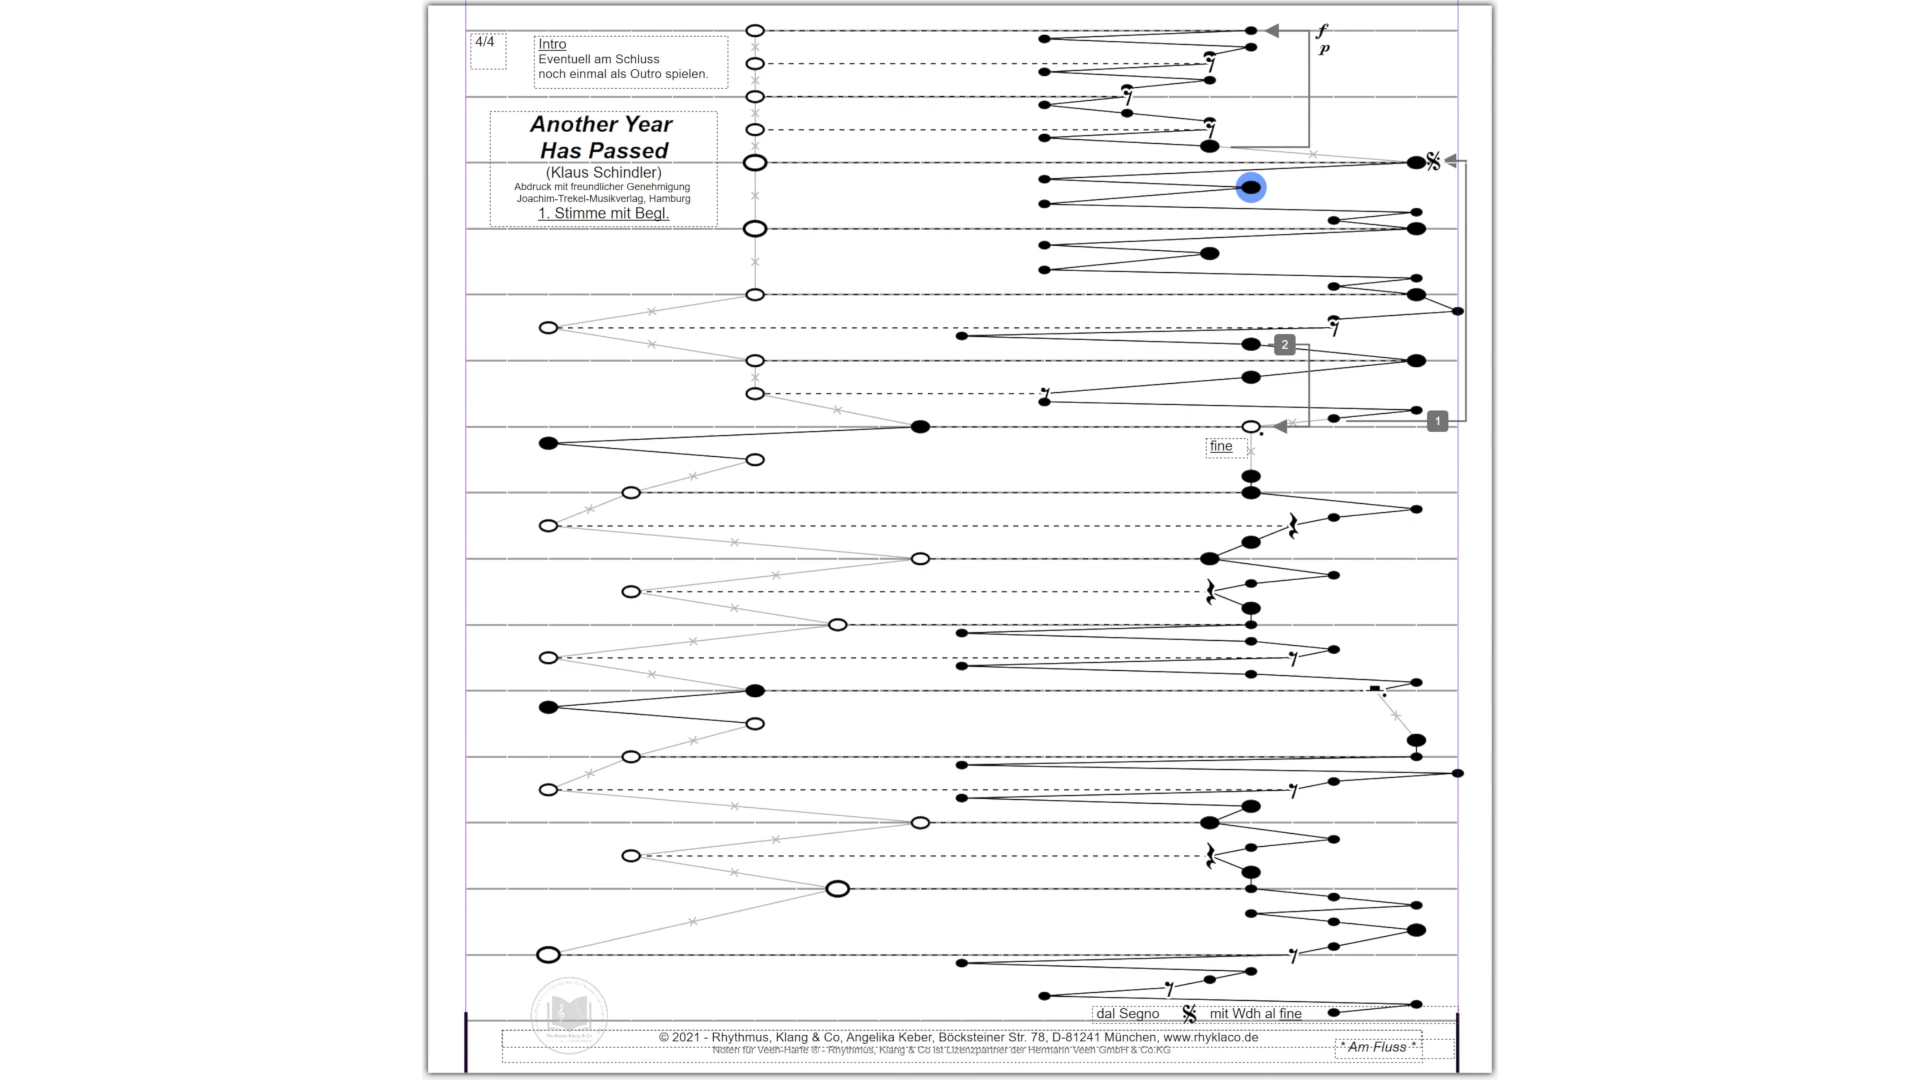 4/4
Intro
Eventuell am Schluss
noch einmal als Outro spielen.
f
p
Another Year
Has Passed
(Klaus Schindler)
Abdruck mit freundlicher Genehmigung
Joachim-Trekel-Musikverlag, Hamburg
1. Stimme mit Begl.
2
1
fine
dal Segno mit Wdh al fine
© 2021 - Rhythmus, Klang & Co, Angelika Keber, Böcksteiner Str. 78, D-81241 München, www.rhyklaco.de
Noten für Veeh-Harfe ® - Rhythmus, Klang & Co ist Lizenzpartner der Hermann Veeh GmbH & Co.KG
* Am Fluss *